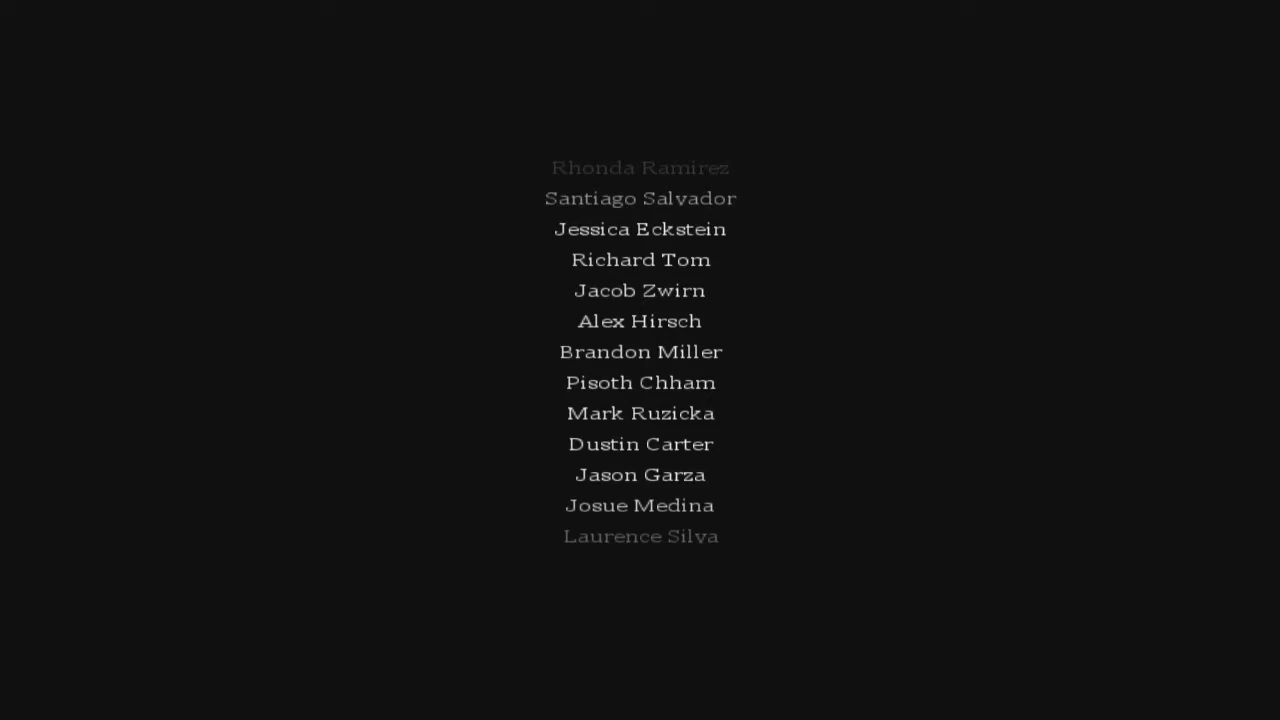 Rhonda Ramirez
Santiago Salvador
Jessica Eckstein
Richard Tom
Jacob Zwirn
Alex Hirsch
Brandon Miller
Pisoth Chham
Mark Ruzicka
Dustin Carter
Jason Garza
Josue Medina
Laurence Silva